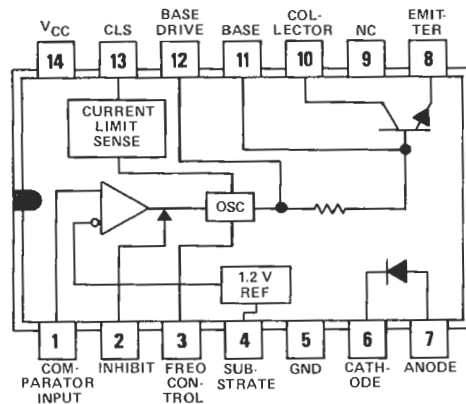 BASE COL- EMIT-
VCC CLS DRIVE BASE LECTOR NC TER
14 13 12 11 10 9 8
CURRENT
LIMIT
SENSE
OSC
1.2 V
REF
1 2 3 4 5 6 7
COM- INHIBIT FREO SUB- GND CATH- ANODE
PARATOR CON- STRATE ODE
INPUT TROL